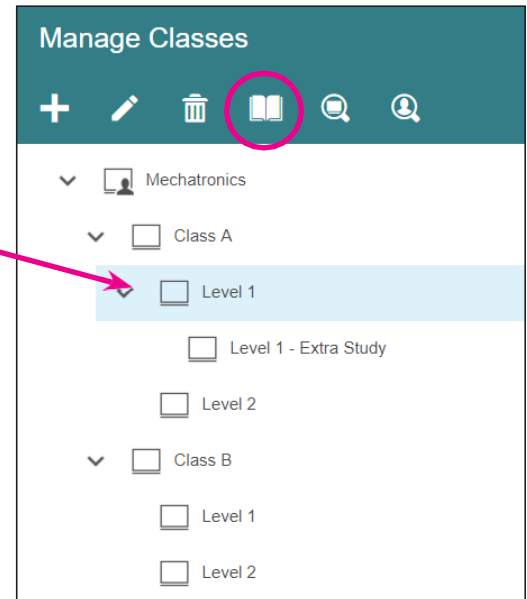 Manage Classes
Mechatronics
Class A
Level 1
Level 1 - Extra Study
Level 2
Class B
Level 1
Level 2